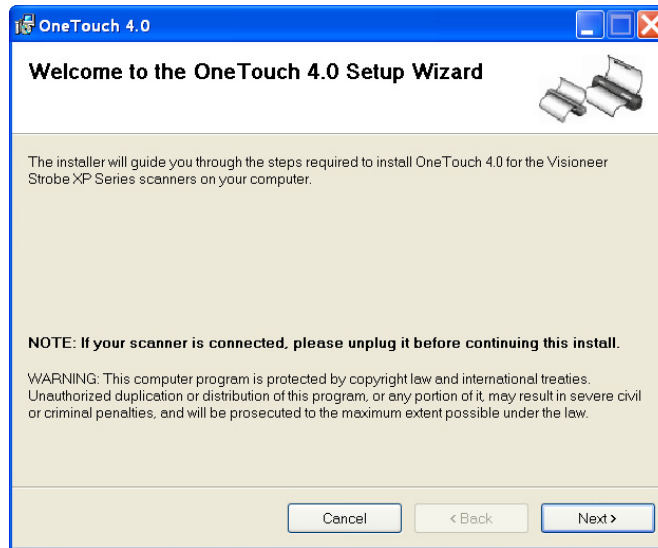 OneTouch 4.0
Welcome to the OneTouch 4.0 Setup Wizard
The installer will guide you through the steps required to install OneTouch 4.0 for the Visioneer
Strobe XP Series scanners on your computer.
NOTE: If your scanner is connected, please unplug it before continuing this install.
WARNING: This computer program is protected by copyright law and international treaties.
Unauthorized duplication or distribution of this program, or any portion of it, may result in severe civil
or criminal penalties, and will be prosecuted to the maximum extent possible under the law.
Cancel < Back Next >